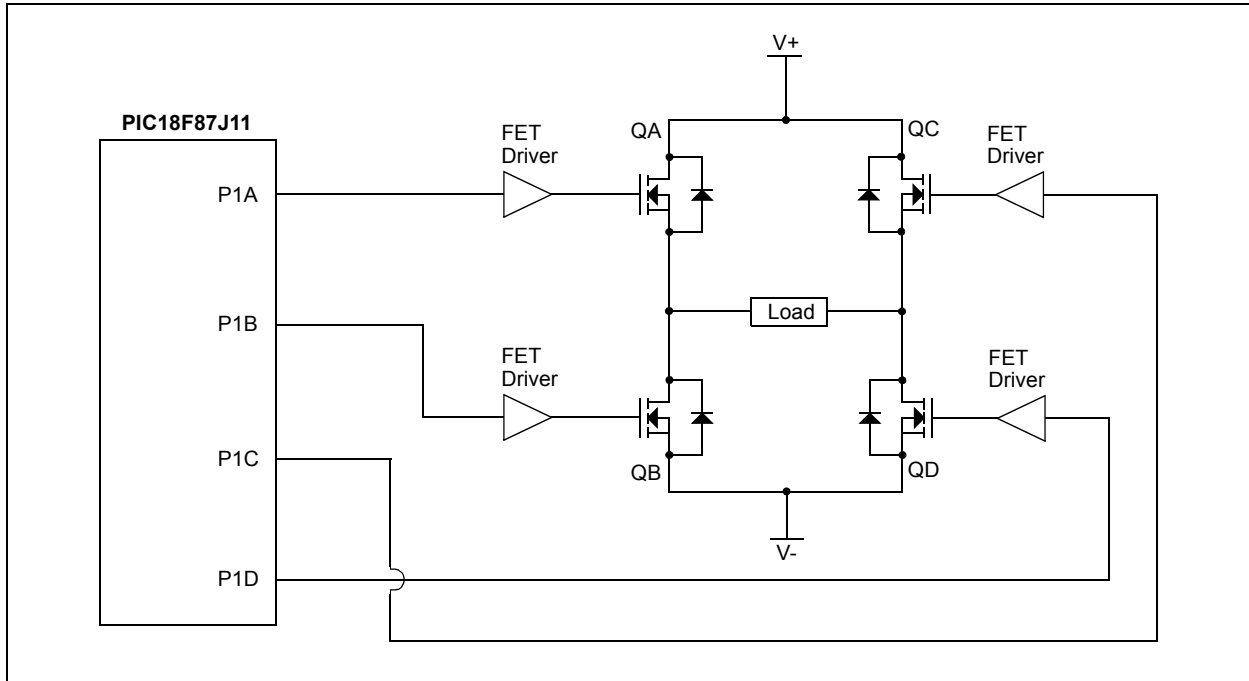 V+
PIC18F87J11
FET
Driver
QA
QC
FET
Driver
P1A
P1B
Load
FET
Driver
FET
Driver
P1C
QB
QD
V-
P1D